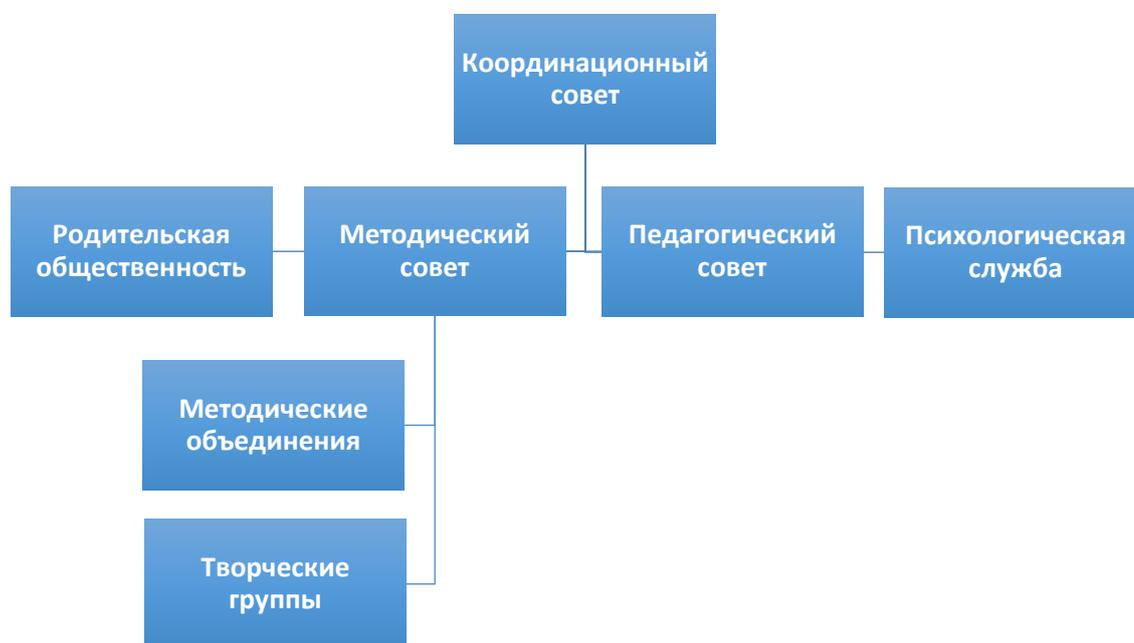 Координационный
совет
Родительская
общественность
Методический
совет
Педагогический
совет
Психологическая
служба
Методические
объединения
Творческие
группы